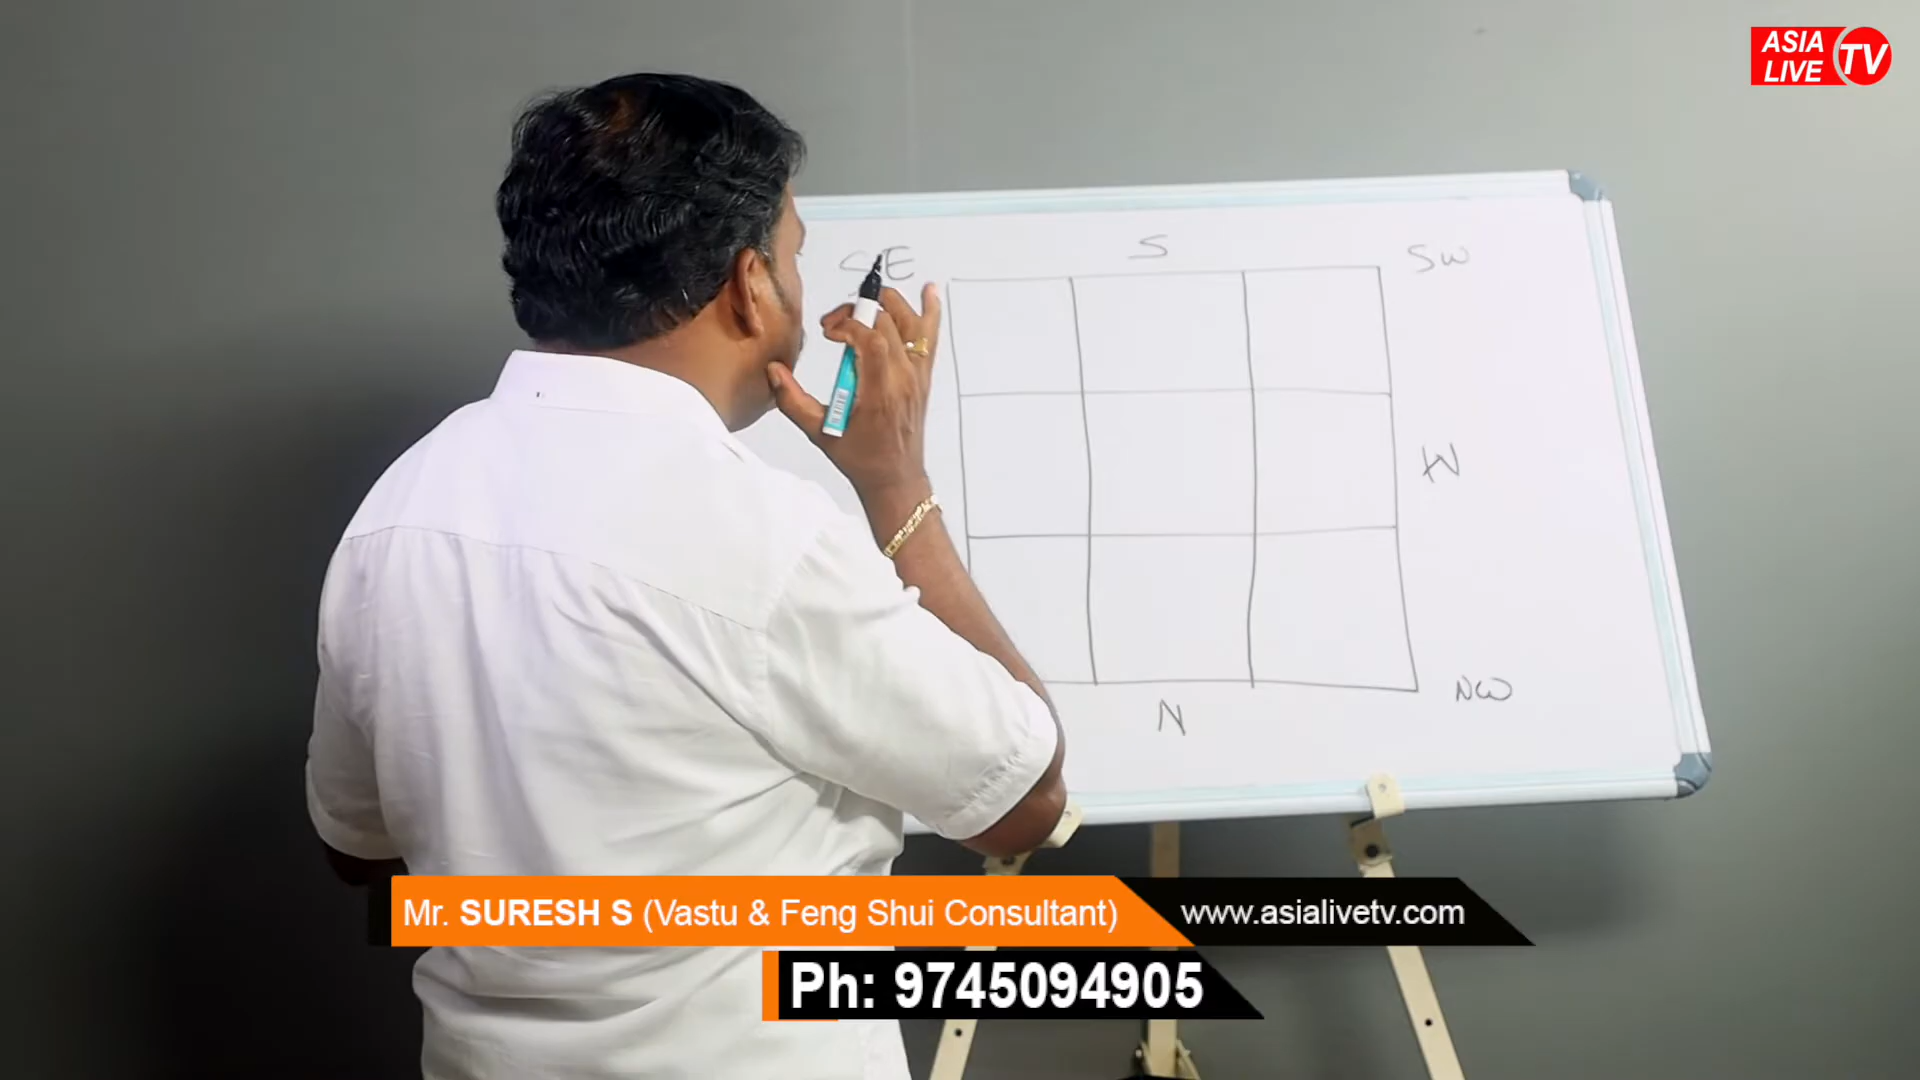 ASIA
LIVE TV
SE S SW
W
NW
N
Mr. SURESH S (Vastu & Feng Shui Consultant) www.asialivetv.com
Ph: 9745094905